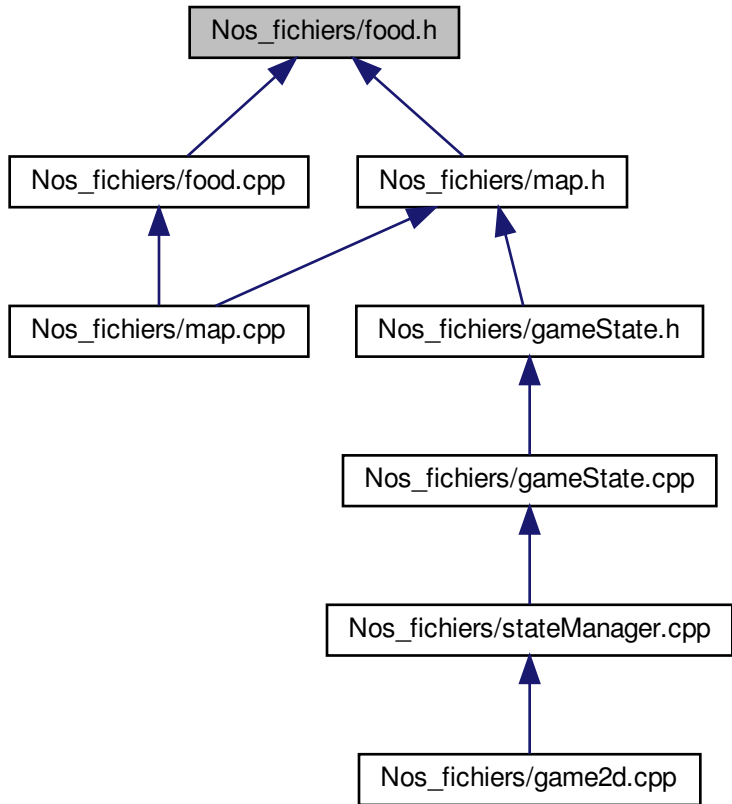 Nos_fichiers/food.h
Nos_fichiers/food.cpp
Nos_fichiers/map.h
Nos_fichiers/map.cpp
Nos_fichiers/gameState.h
Nos_fichiers/gameState.cpp
Nos_fichiers/stateManager.cpp
Nos_fichiers/game2d.cpp